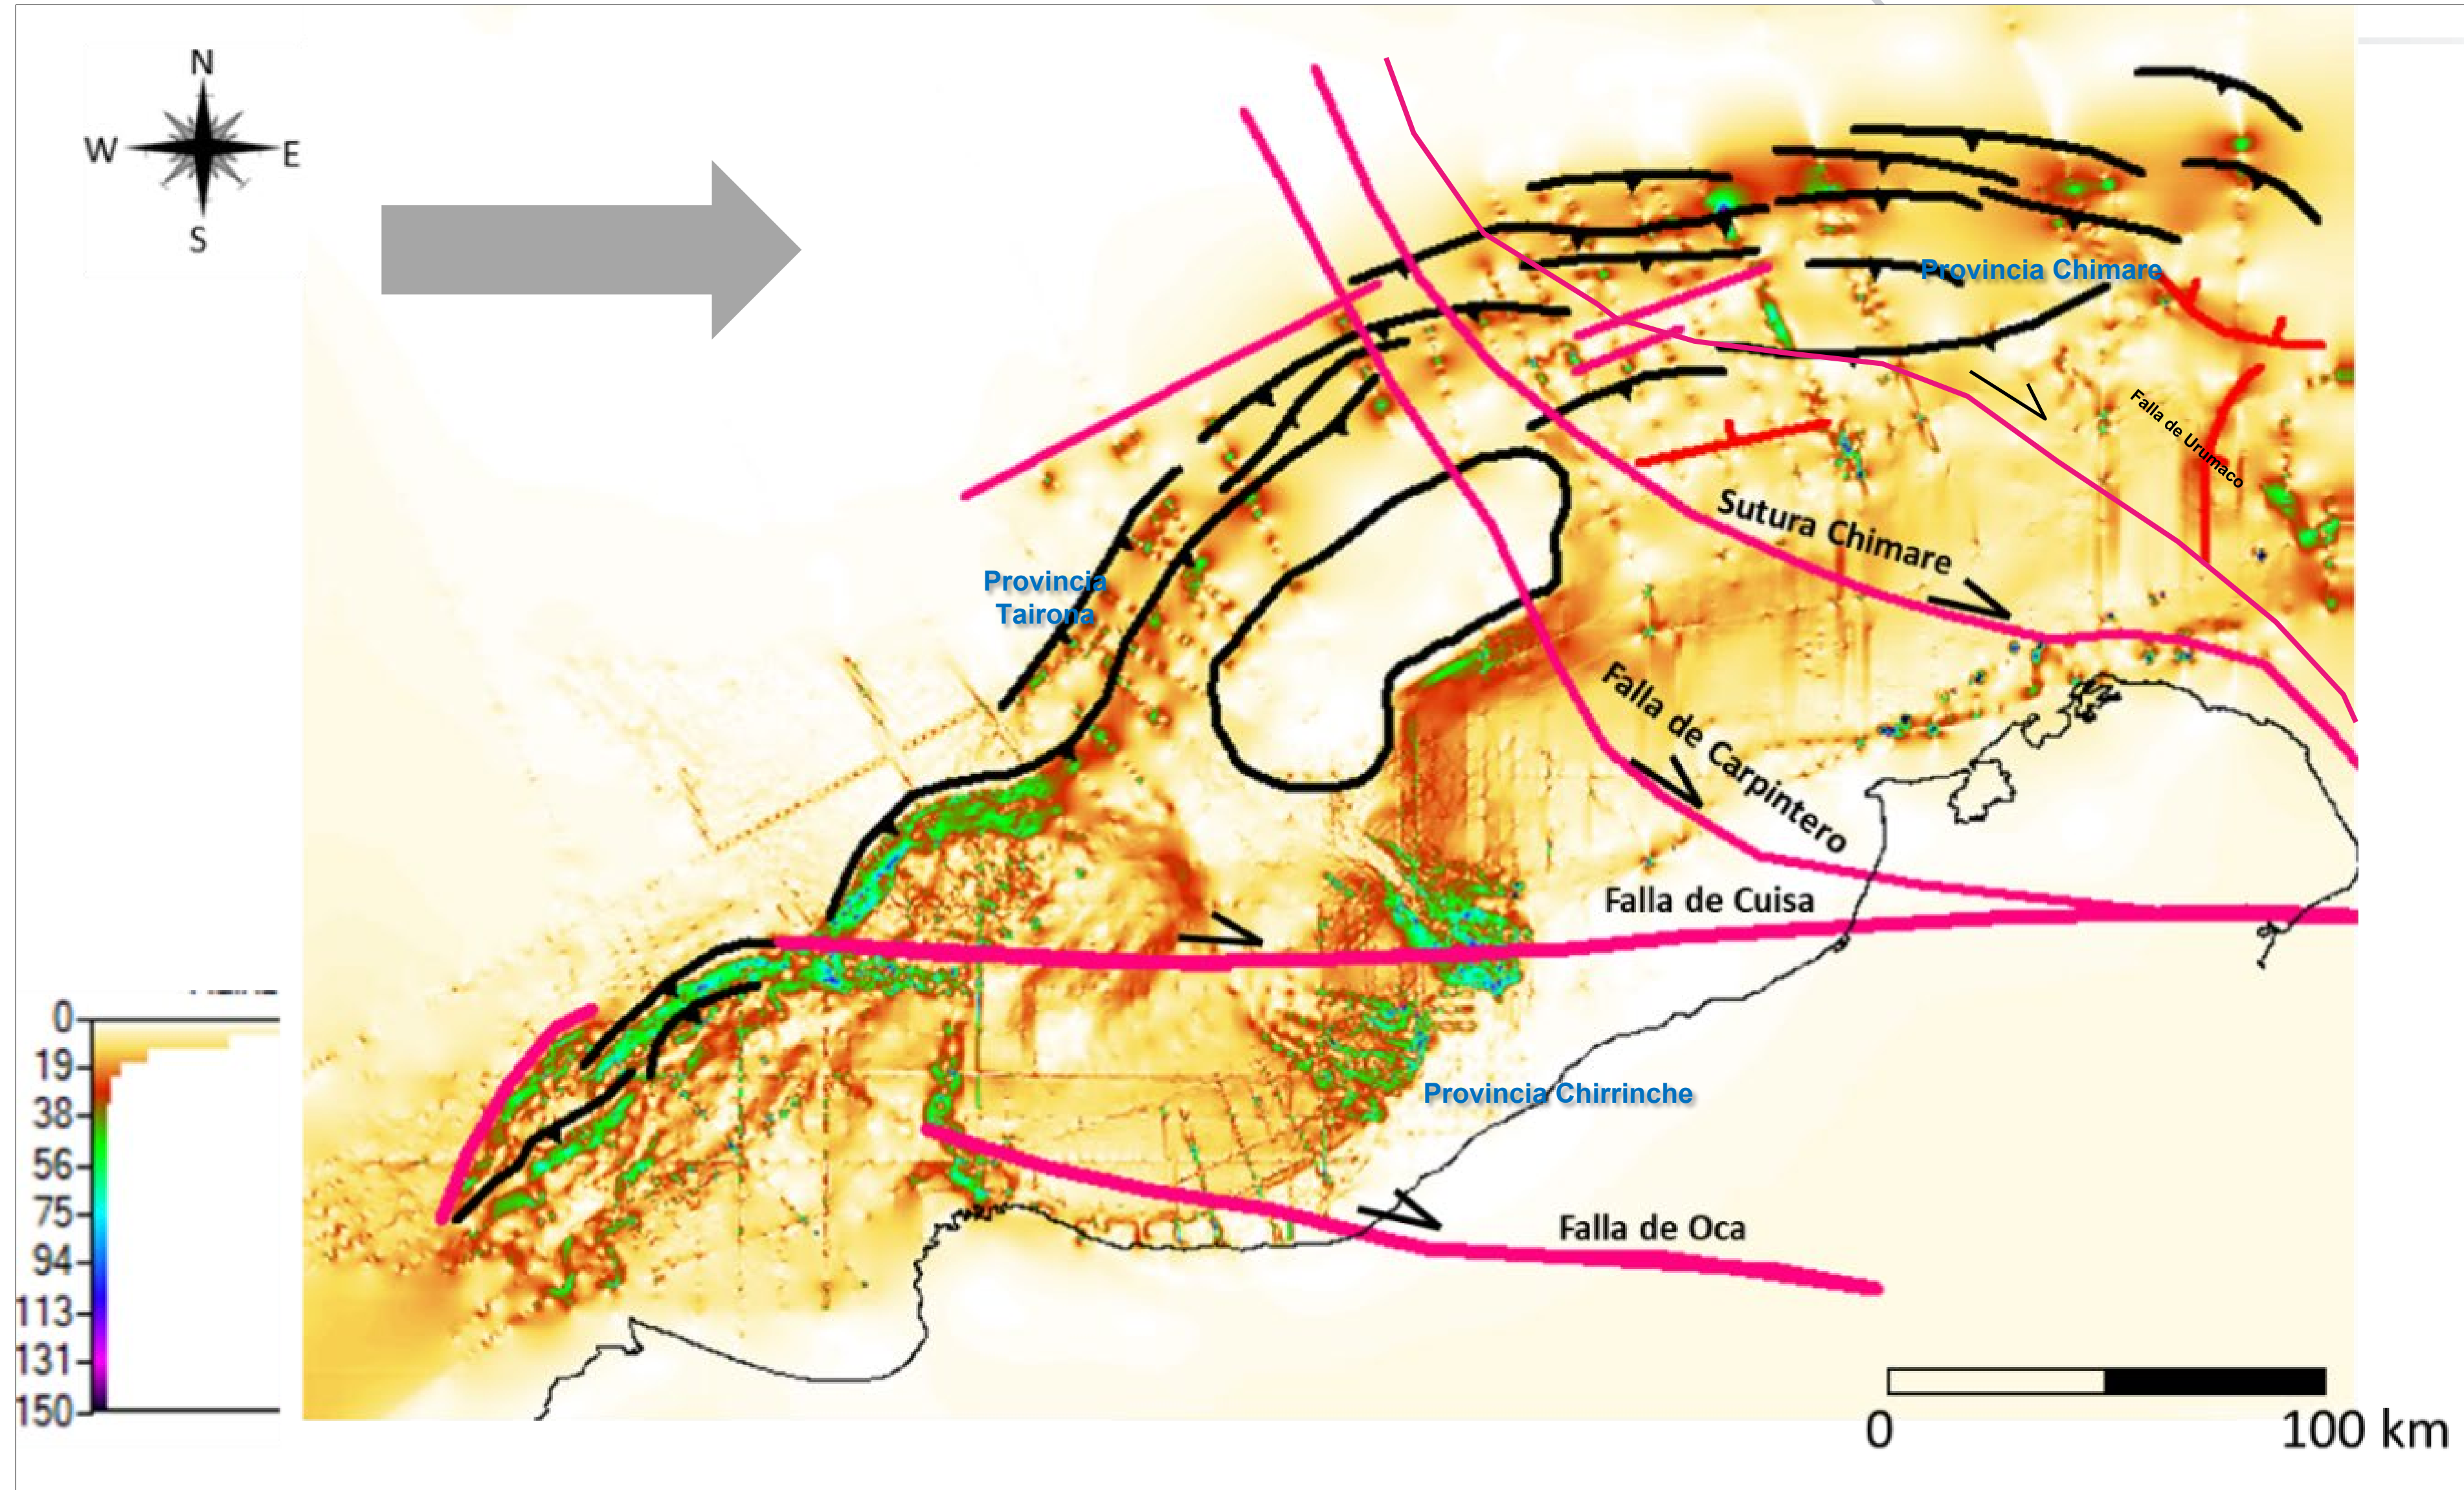 N
W
E
S
Provincia Chimare
Falla de Urumaco
Sutura Chimare
Provincia
Tairona
Falla de Carpintero
Falla de Cuisa
Provincia Chirrinche
Falla de Oca
0
19
38
56
75
94
113
131
150
0
100 km